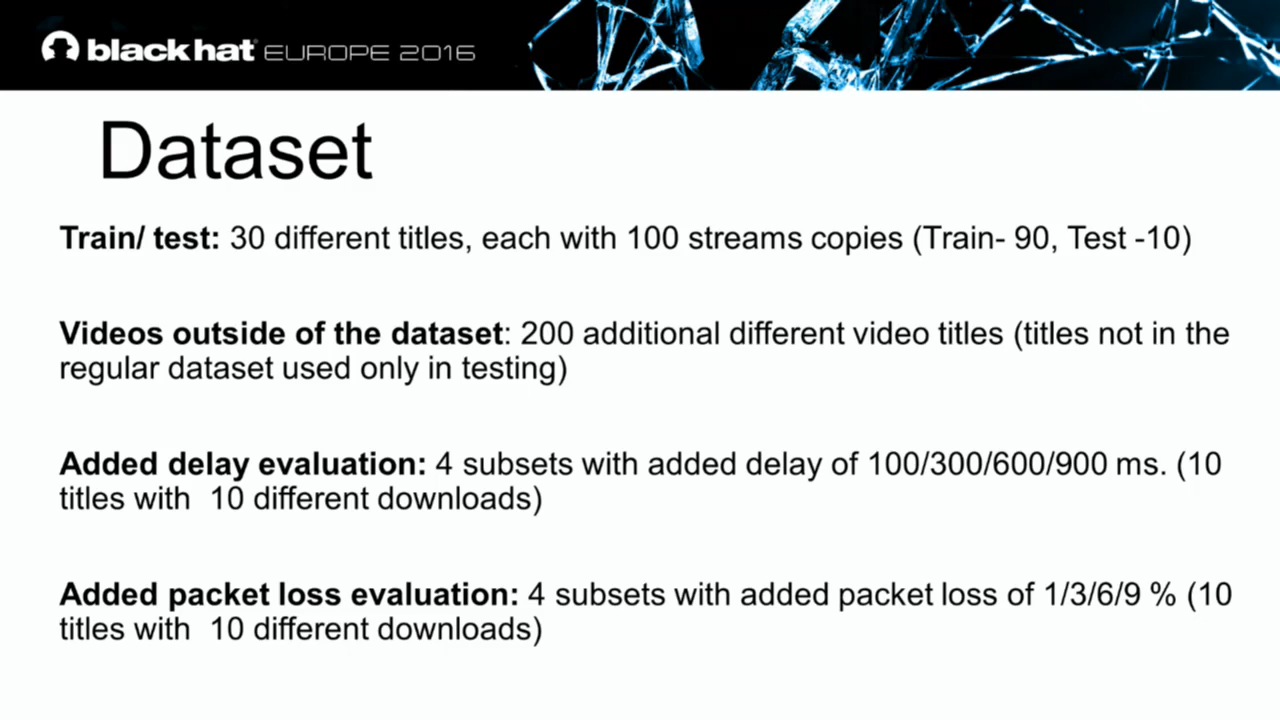 black hat EUROPE 2016
Dataset
Train/ test: 30 different titles, each with 100 streams copies (Train- 90, Test -10)
Videos outside of the dataset: 200 additional different video titles (titles not in the
regular dataset used only in testing)
Added delay evaluation: 4 subsets with added delay of 100/300/600/900 ms. (10
titles with  10 different downloads)
Added packet loss evaluation: 4 subsets with added packet loss of 1/3/6/9 % (10
titles with  10 different downloads)